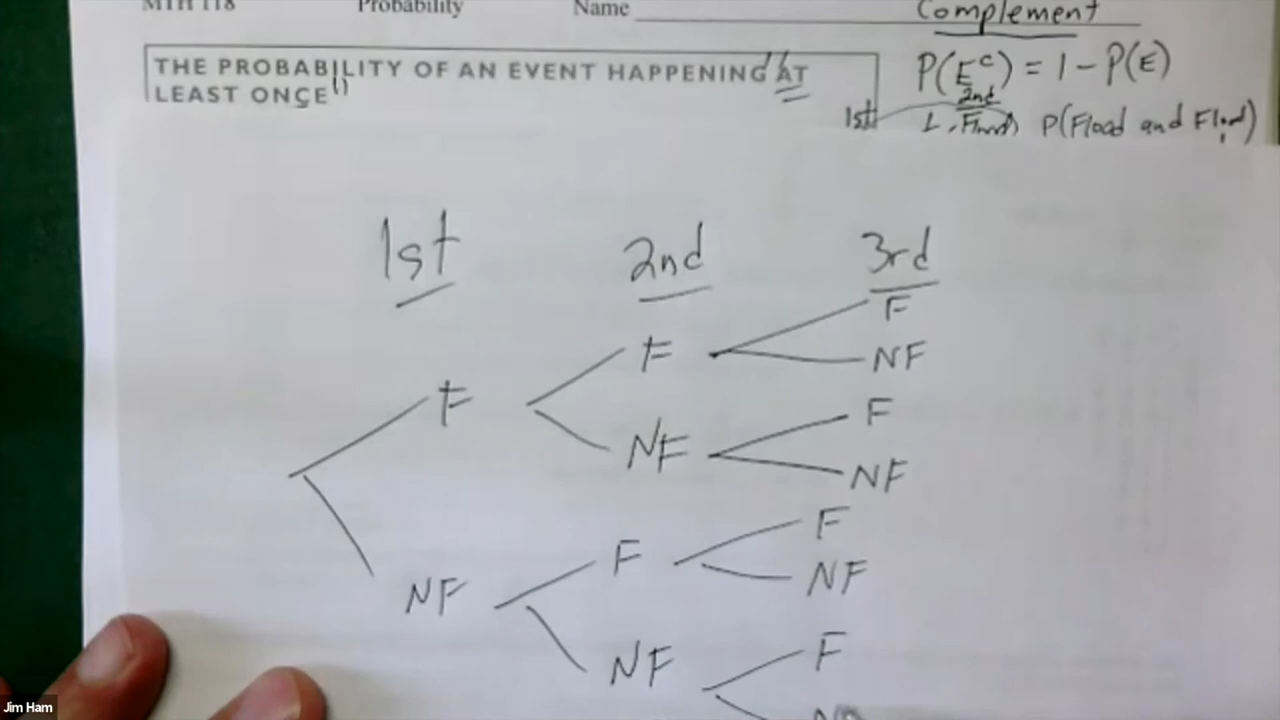 MTH 118 Probability Name
Complement
THE PROBABILITY OF AN EVENT HAPPENING "AT
LEAST ONCE"
P(Eᶜ) = 1 - P(E)
2nd
1st
P(Flood and Flood)
1st 2nd 3rd
F
F
NF
F
F
NF
NF
F
F
NF
NF
F
NF
F
Jim Ham